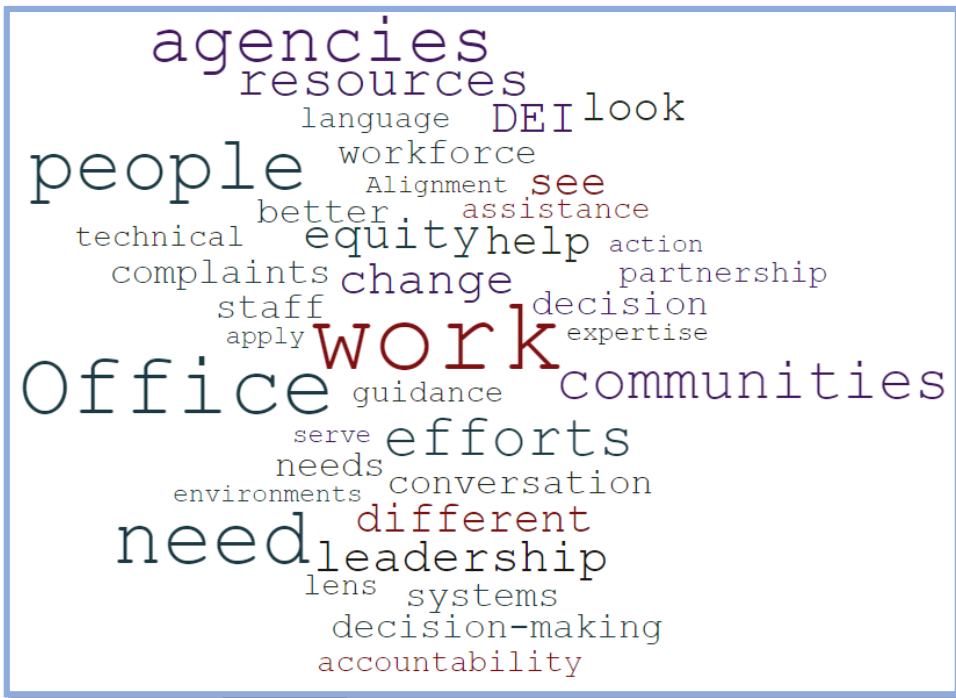 agencies
resources
language DEI look
people workforce
Alignment see
better assistance
technical equity help action
complaints change partnership
staff decision
apply work expertise
Office guidance communities
serve efforts
needs conversation
environments
need different
leadership
lens systems
decision-making
accountability